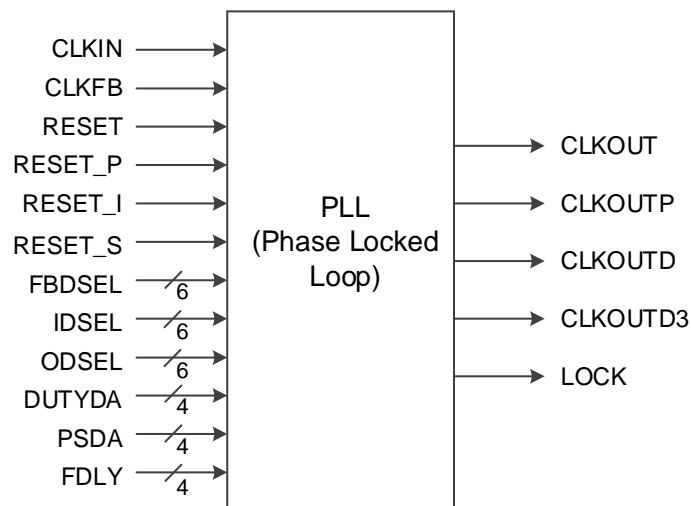 CLKIN
CLKFB
RESET
RESET_P
RESET_I
RESET_S
FBDSEL
6
IDSEL
6
ODSEL
6
DUTYDA
4
PSDA
4
FDLY
4
PLL
(Phase Locked
Loop)
CLKOUT
CLKOUTP
CLKOUTD
CLKOUTD3
LOCK